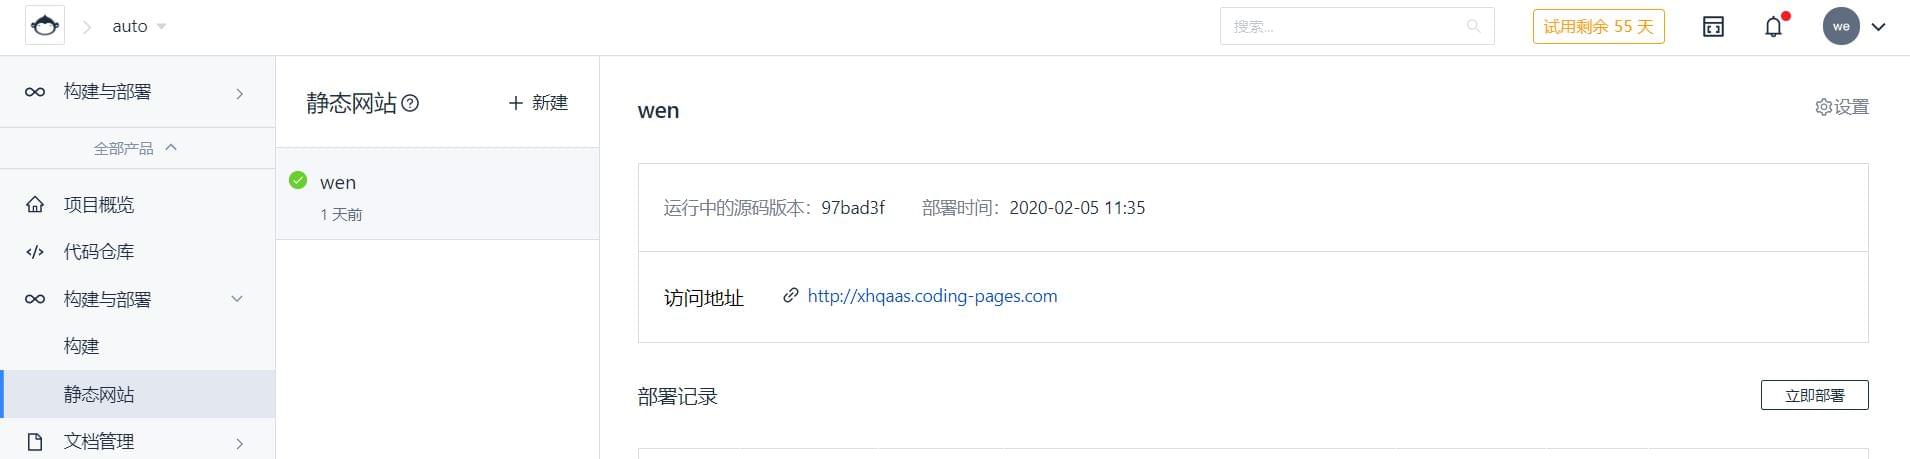 auto
搜索...
试用剩余 55 天
we
构建与部署
全部产品
项目概览
代码仓库
构建与部署
构建
静态网站
文档管理
静态网站
+ 新建
wen
1 天前
wen
设置
运行中的源码版本：97bad3f 部署时间：2020-02-05 11:35
访问地址 http://xhqaas.coding-pages.com
部署记录
立即部署